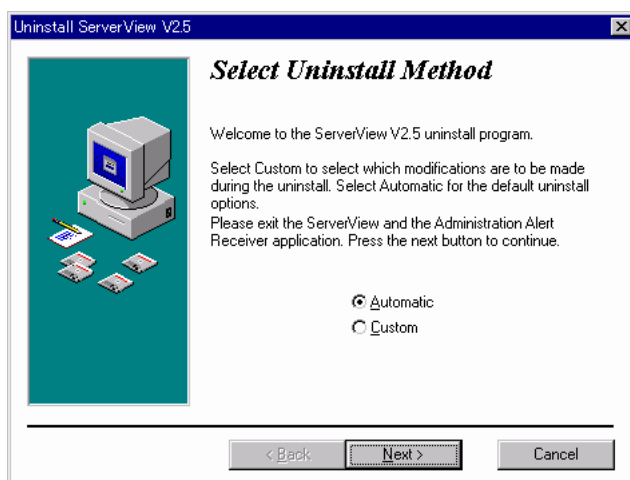 Uninstall ServerView V2.5
Select Uninstall Method
Welcome to the ServerView V2.5 uninstall program.
Select Custom to select which modifications are to be made
during the uninstall. Select Automatic for the default uninstall
options.
Please exit the ServerView and the Administration Alert
Receiver application. Press the next button to continue.
Automatic
Custom
< Back
Next >
Cancel